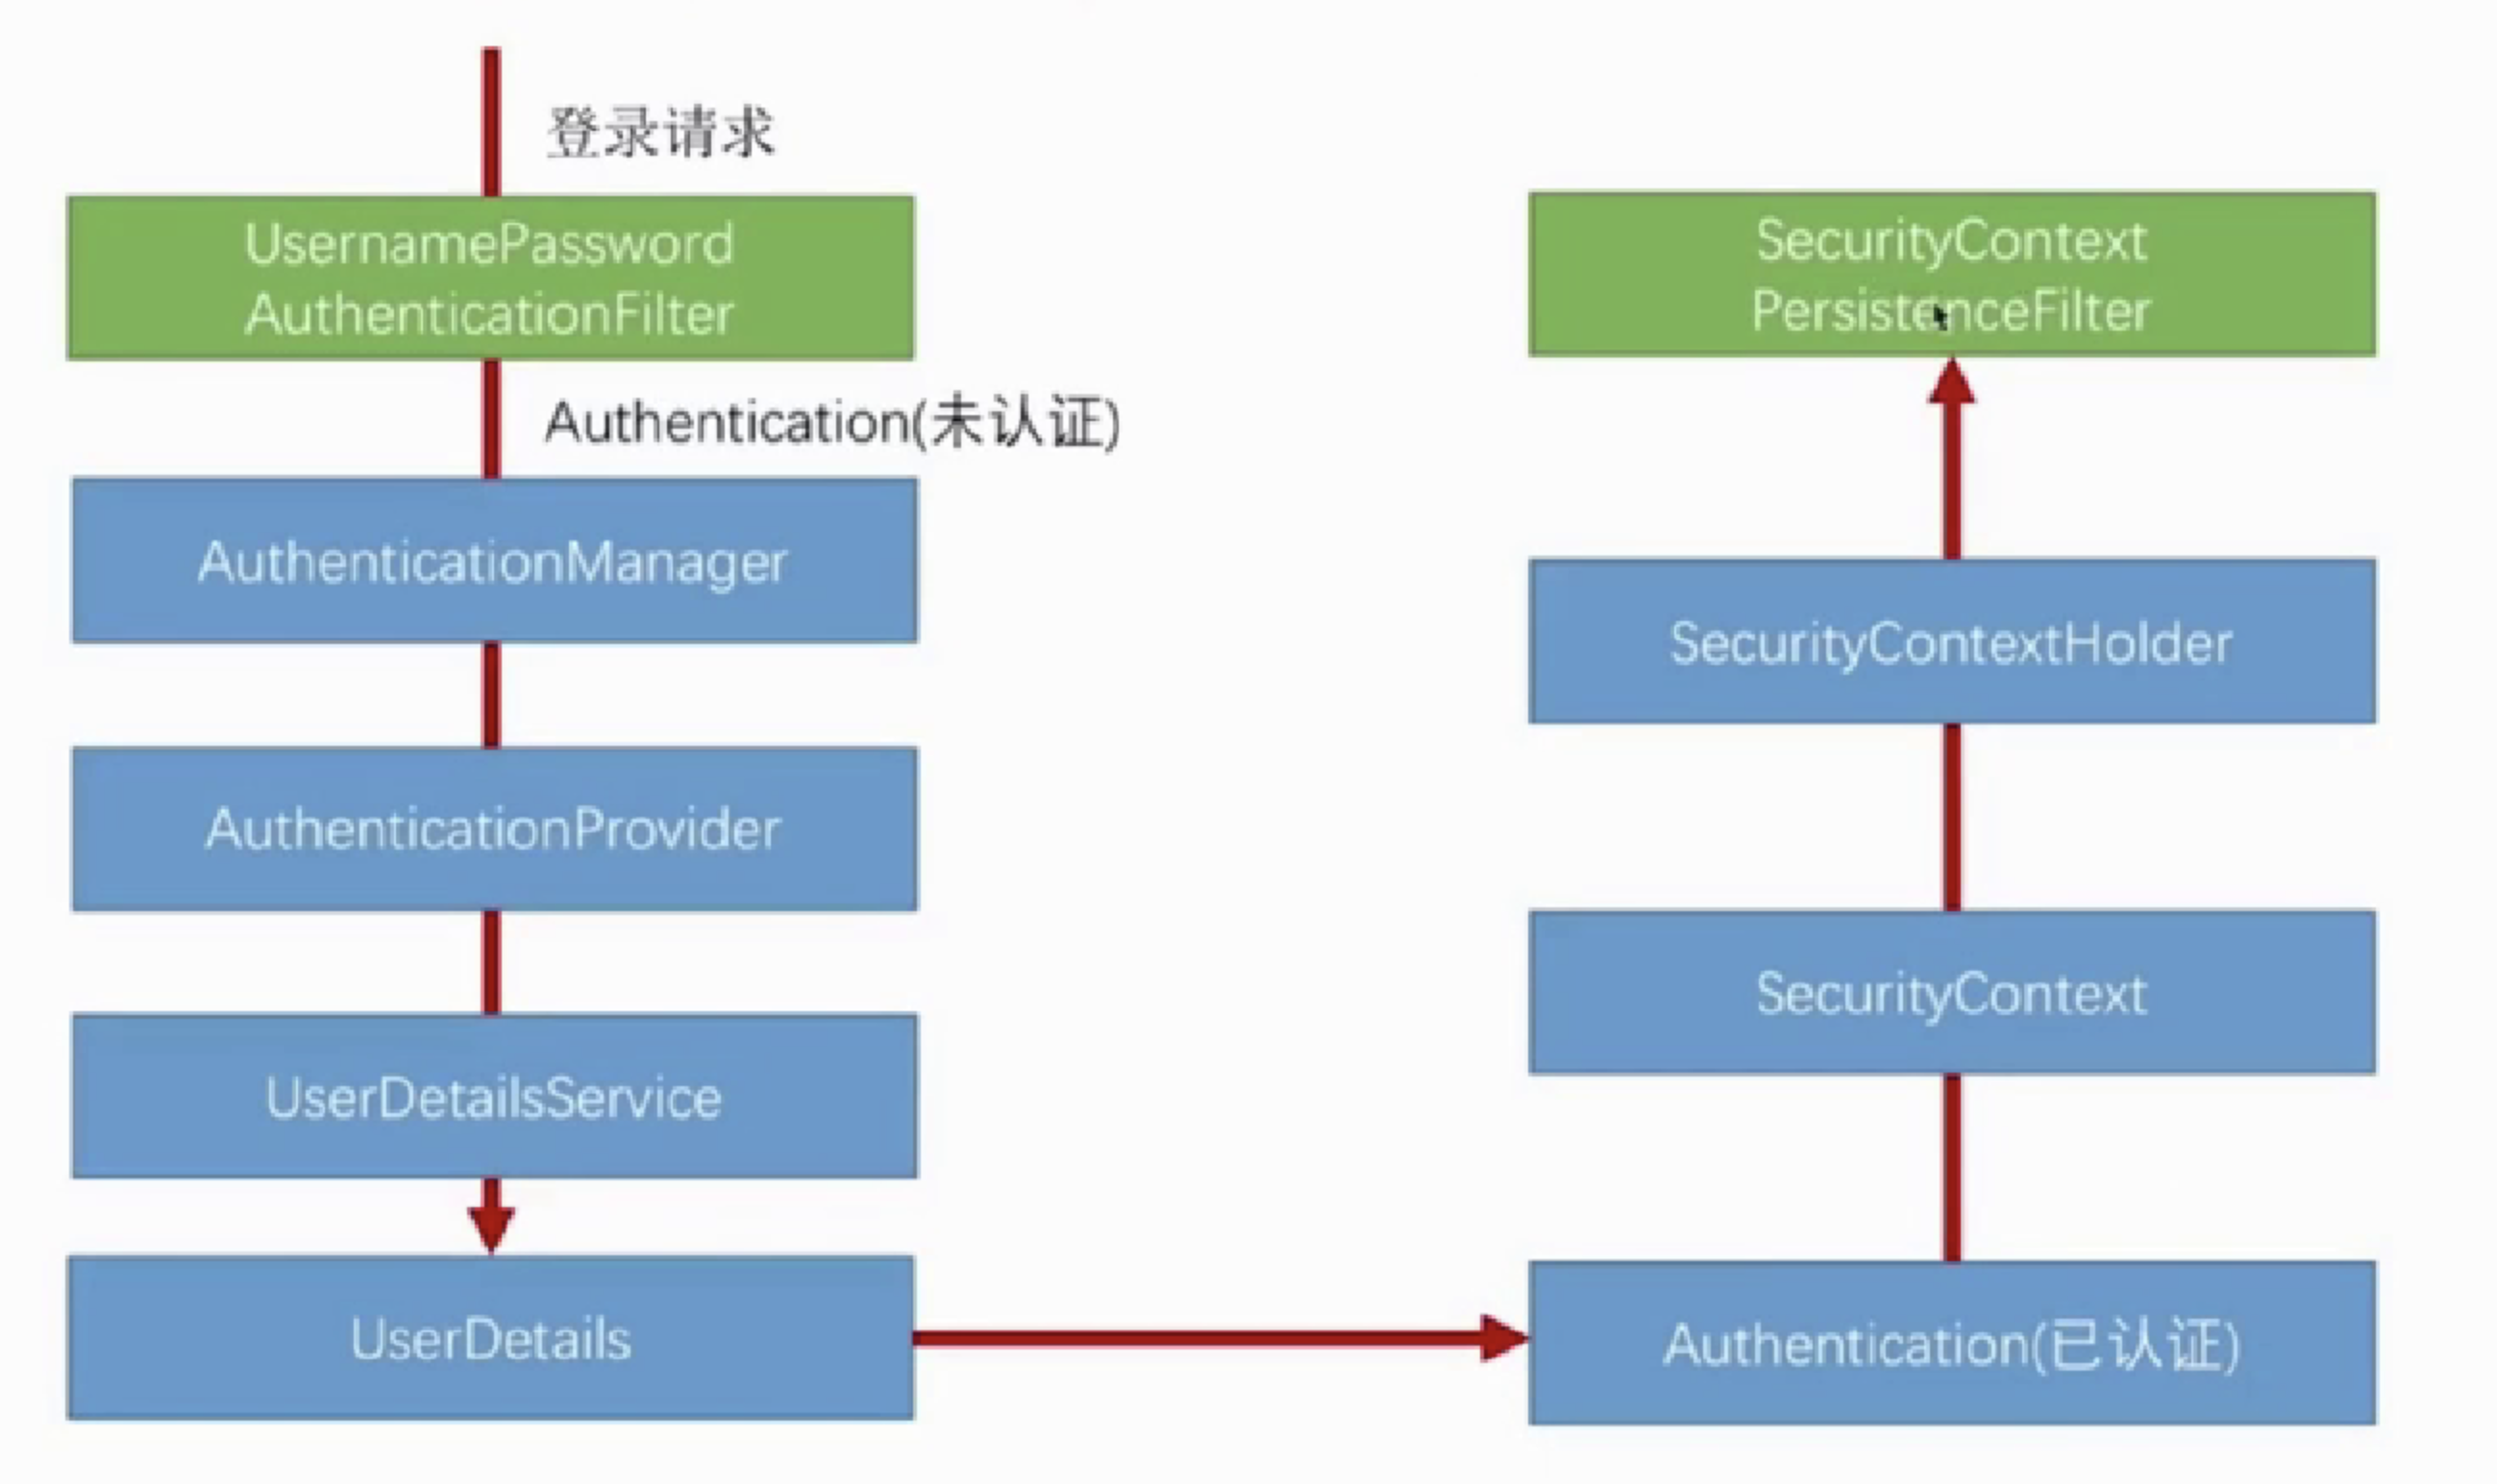 登录请求
UsernamePassword
AuthenticationFilter
Authentication(未认证)
AuthenticationManager
AuthenticationProvider
UserDetailsService
UserDetails
SecurityContext
PersistenceFilter
SecurityContextHolder
SecurityContext
Authentication(已认证)